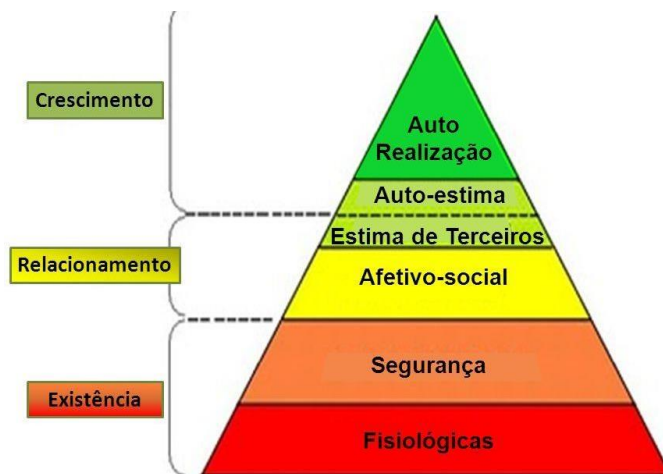 Crescimento
Auto
Realização
Auto-estima
Estima de Terceiros
Relacionamento
Afetivo-social
Segurança
Existência
Fisiológicas